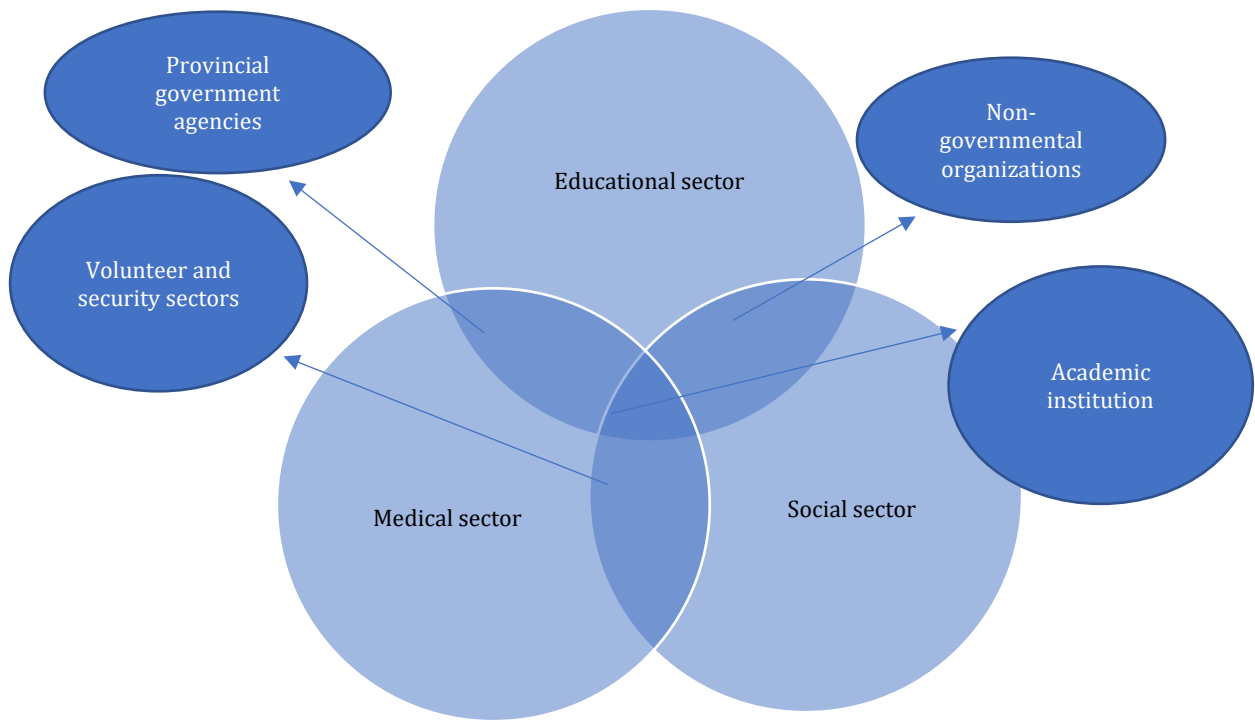 Provincial
government
agencies
Non-
governmental
organizations
Educational sector
Volunteer and
security sectors
Academic
institution
Medical sector
Social sector